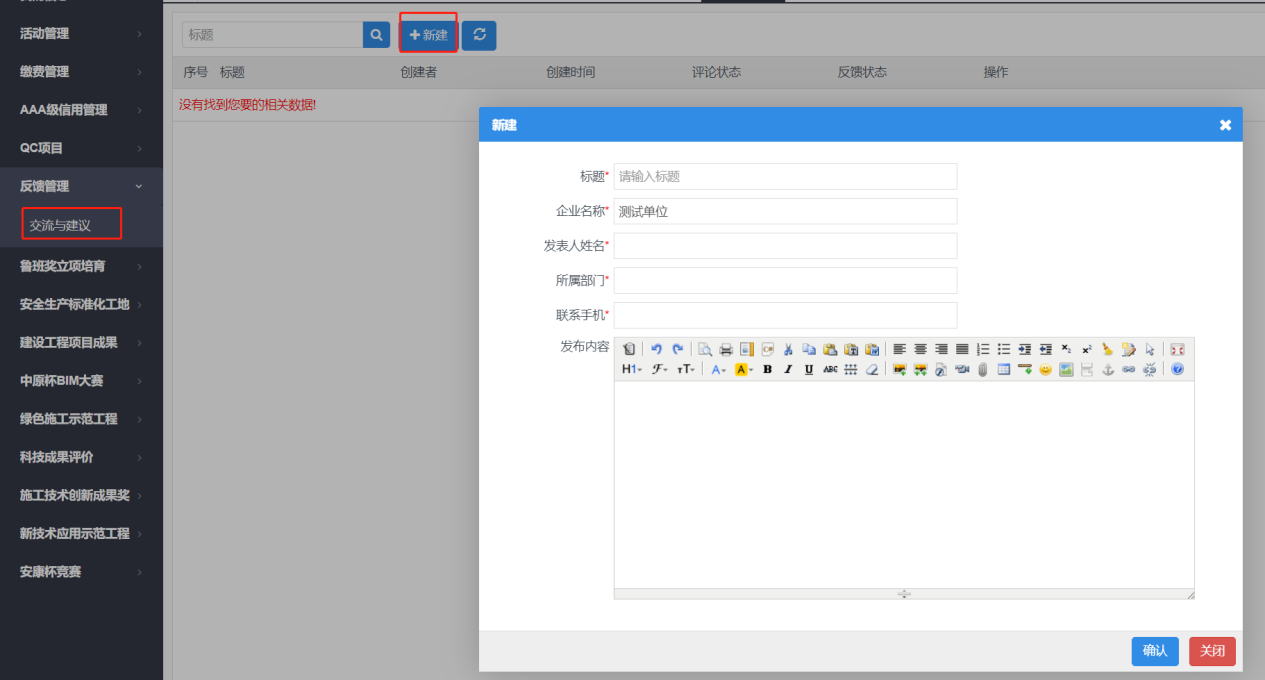 活动管理
缴费管理
AAA级信用管理
QC项目
反馈管理
交流与建议
鲁班奖立项培育
安全生产标准化工地
建设工程项目成果
中原杯BIM大赛
绿色施工示范工程
科技成果评价
施工技术创新成果奖
新技术应用示范工程
安康杯竞赛
标题
新建
序号 标题 创建者 创建时间 评论状态 反馈状态 操作
没有找到您要的相关数据!
新建
标题* 请输入标题
企业名称* 测试单位
发表人姓名*
所属部门*
联系手机*
发布内容
H1 F TT A A B I U ABC
确认 关闭